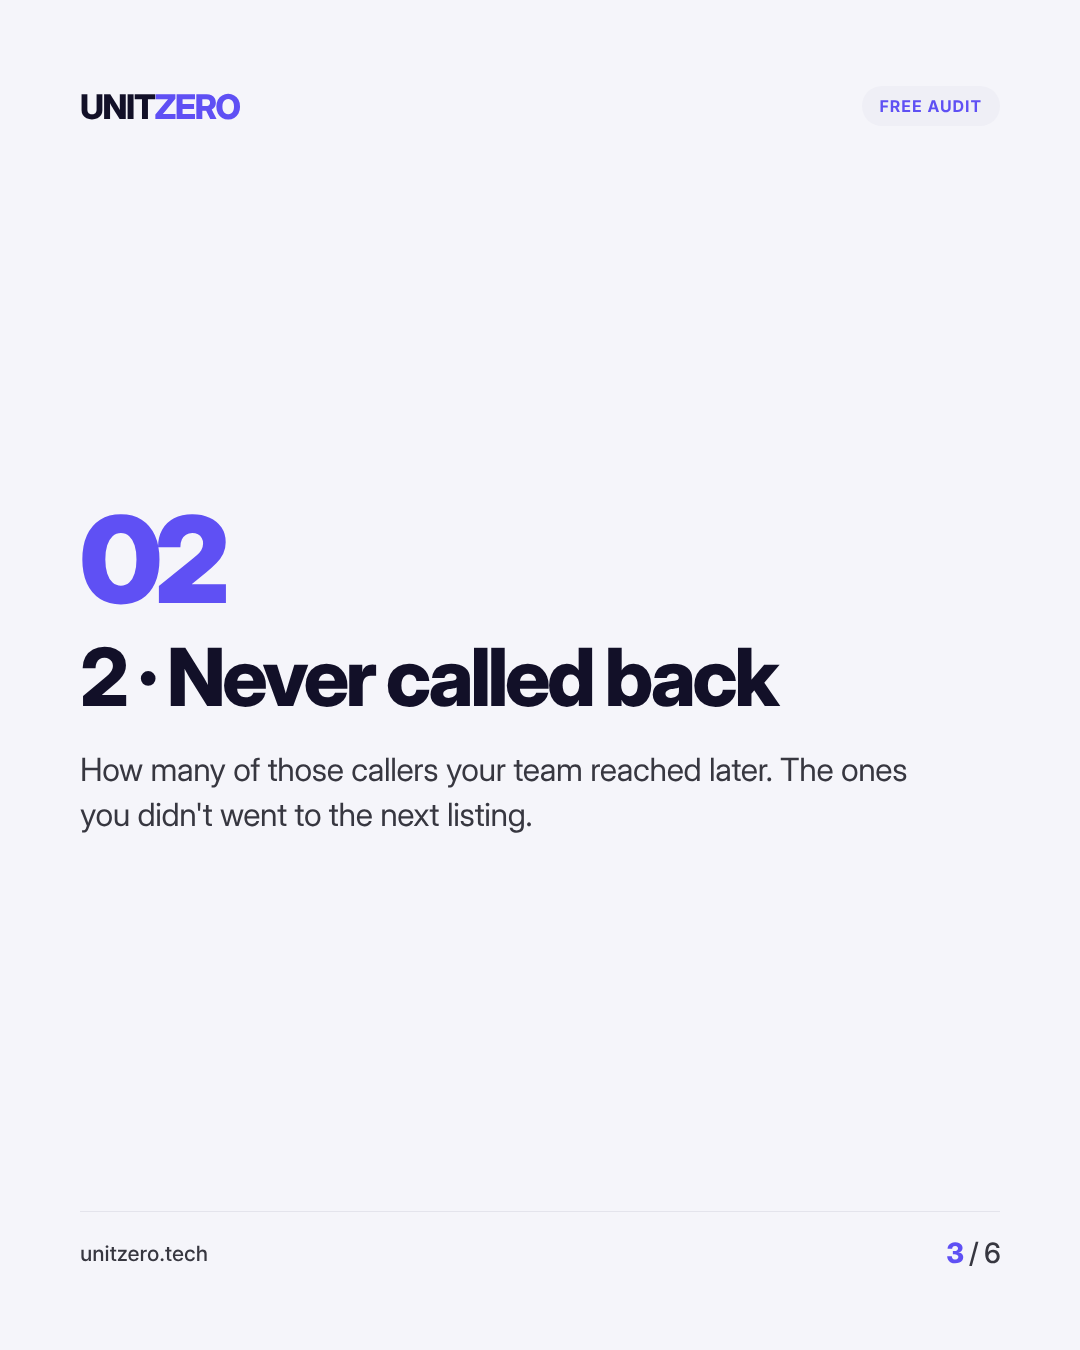 UNITZERO
FREE AUDIT
02
2 · Never called back
How many of those callers your team reached later. The ones
you didn't went to the next listing.
unitzero.tech
3 / 6